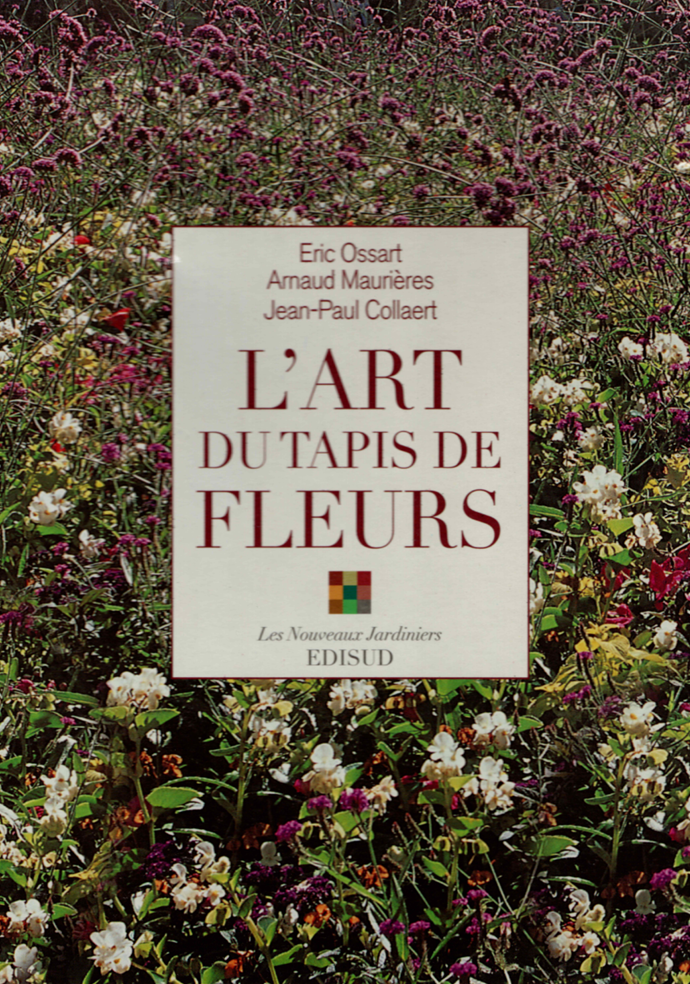 Eric Ossart
Arnaud Maurières
Jean-Paul Collaert
L'ART
DU TAPIS DE
FLEURS
Les Nouveaux Jardiniers
EDISUD